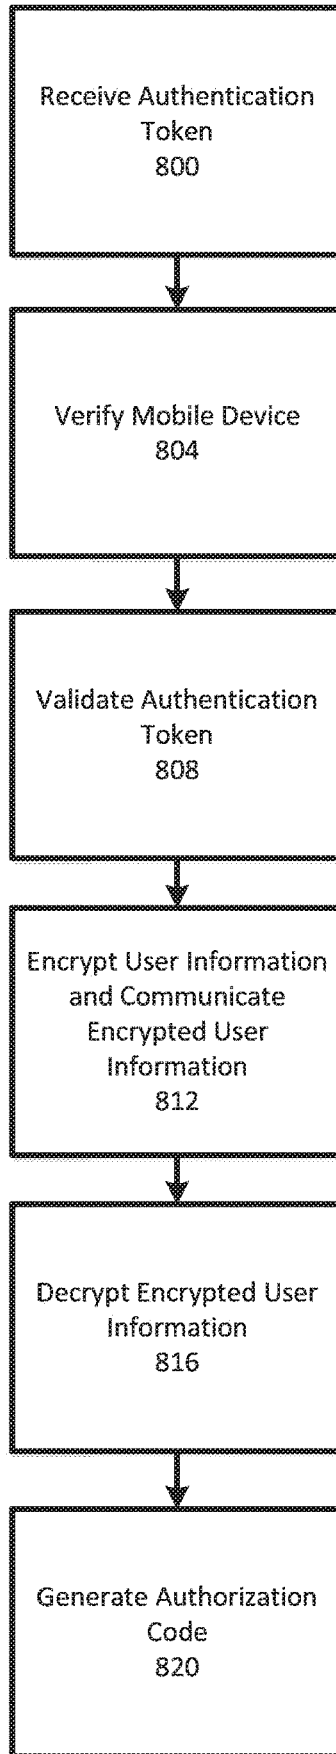 Receive Authentication
Token
800
Verify Mobile Device
804
Validate Authentication
Token
808
Encrypt User Information
and Communicate
Encrypted User
Information
812
Decrypt Encrypted User
Information
816
Generate Authorization
Code
820